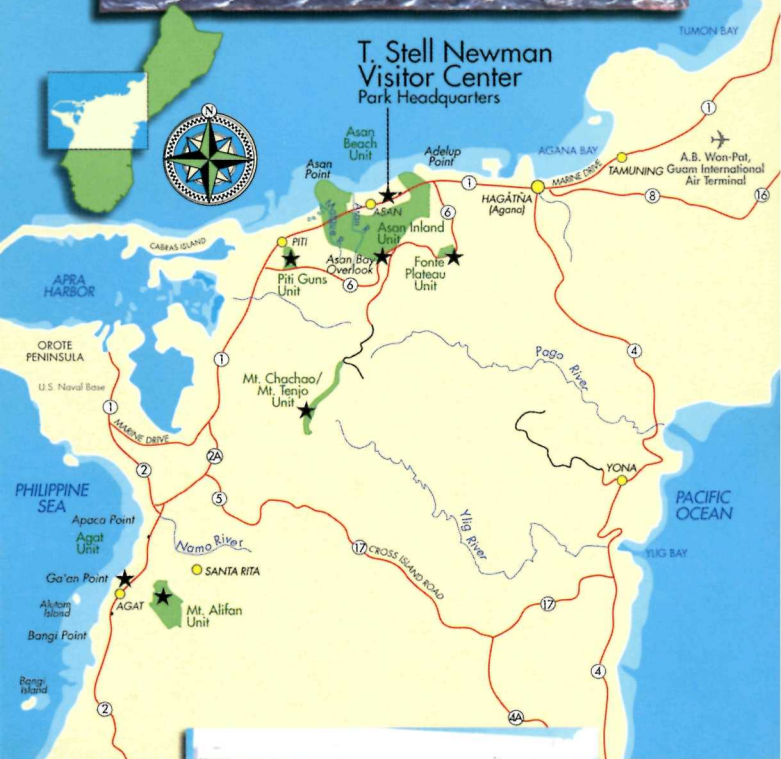 TUMON BAY
T. Stell Newman
Visitor Center
Park Headquarters
N
1
Asan
Beach
Unit
Adelup
Point
AGANA BAY
Asan
Point
MARINE DRIVE
TAMUNING
A.B. Won-Pat,
Guam International
Air Terminal
1
HAGÅTÑA
(Agana)
8
16
ASAN
6
Asan Inland
Unit
PITI
CABRAS ISLAND
Asan Bay
Overlook
Fonte
Plateau
Unit
Piti Guns
Unit
6
APRA
HARBOR
OROTE
PENINSULA
U.S. Naval Base
1
Pago River
4
Mt. Chachao/
Mt. Tenjo
Unit
1
MARINE DRIVE
2A
2
YONA
PHILIPPINE
SEA
5
PACIFIC
OCEAN
Apaca Point
Agat
Unit
Namo River
Ylig River
17
CROSS ISLAND ROAD
YLIG BAY
SANTA RITA
Ga'an Point
AGAT
Alutom
Island
Mt. Alifan
Unit
17
Bangi Point
4
Bangi
Island
2
4A